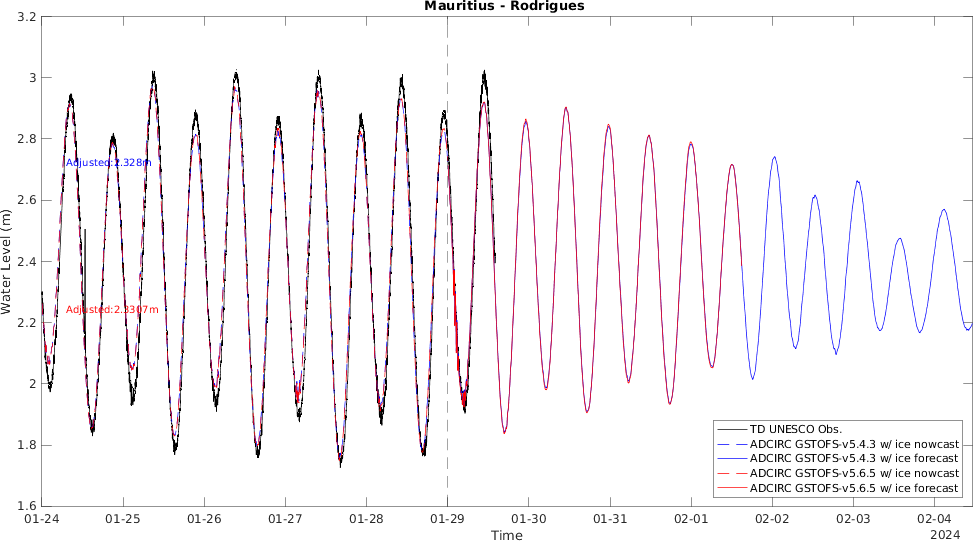 Mauritius - Rodrigues
3.2
3
2.8
2.6
2.4
2.2
2
1.8
1.6
Water Level (m)
Adjusted:2.328m
Adjusted:2.3307m
TD UNESCO Obs.
ADCIRC GSTOFS-v5.4.3 w/ ice nowcast
ADCIRC GSTOFS-v5.4.3 w/ ice forecast
ADCIRC GSTOFS-v5.6.5 w/ ice nowcast
ADCIRC GSTOFS-v5.6.5 w/ ice forecast
01-24 01-25 01-26 01-27 01-28 01-29 01-30 01-31 02-01 02-02 02-03 02-04
2024
Time